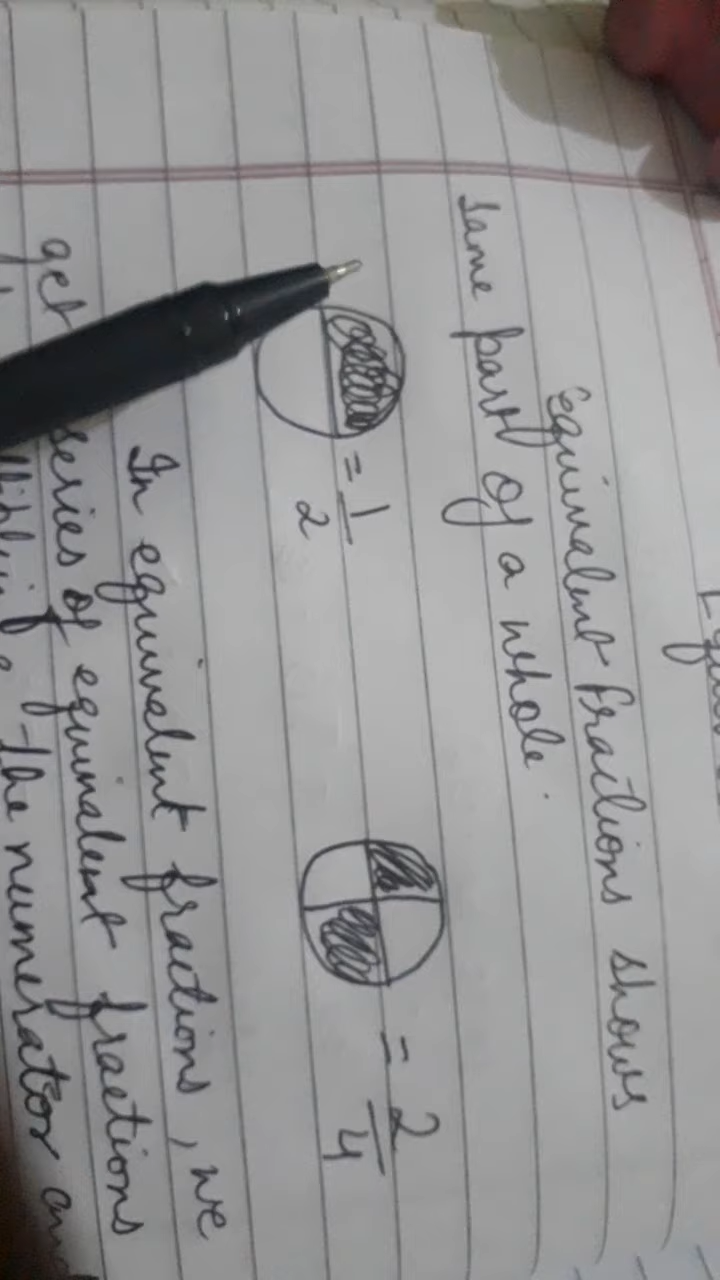 Equivalent fractions shows
same part of a whole.
= 1/2 = 2/4
In equivalent fractions, we
get series of equivalent fractions
the numerator